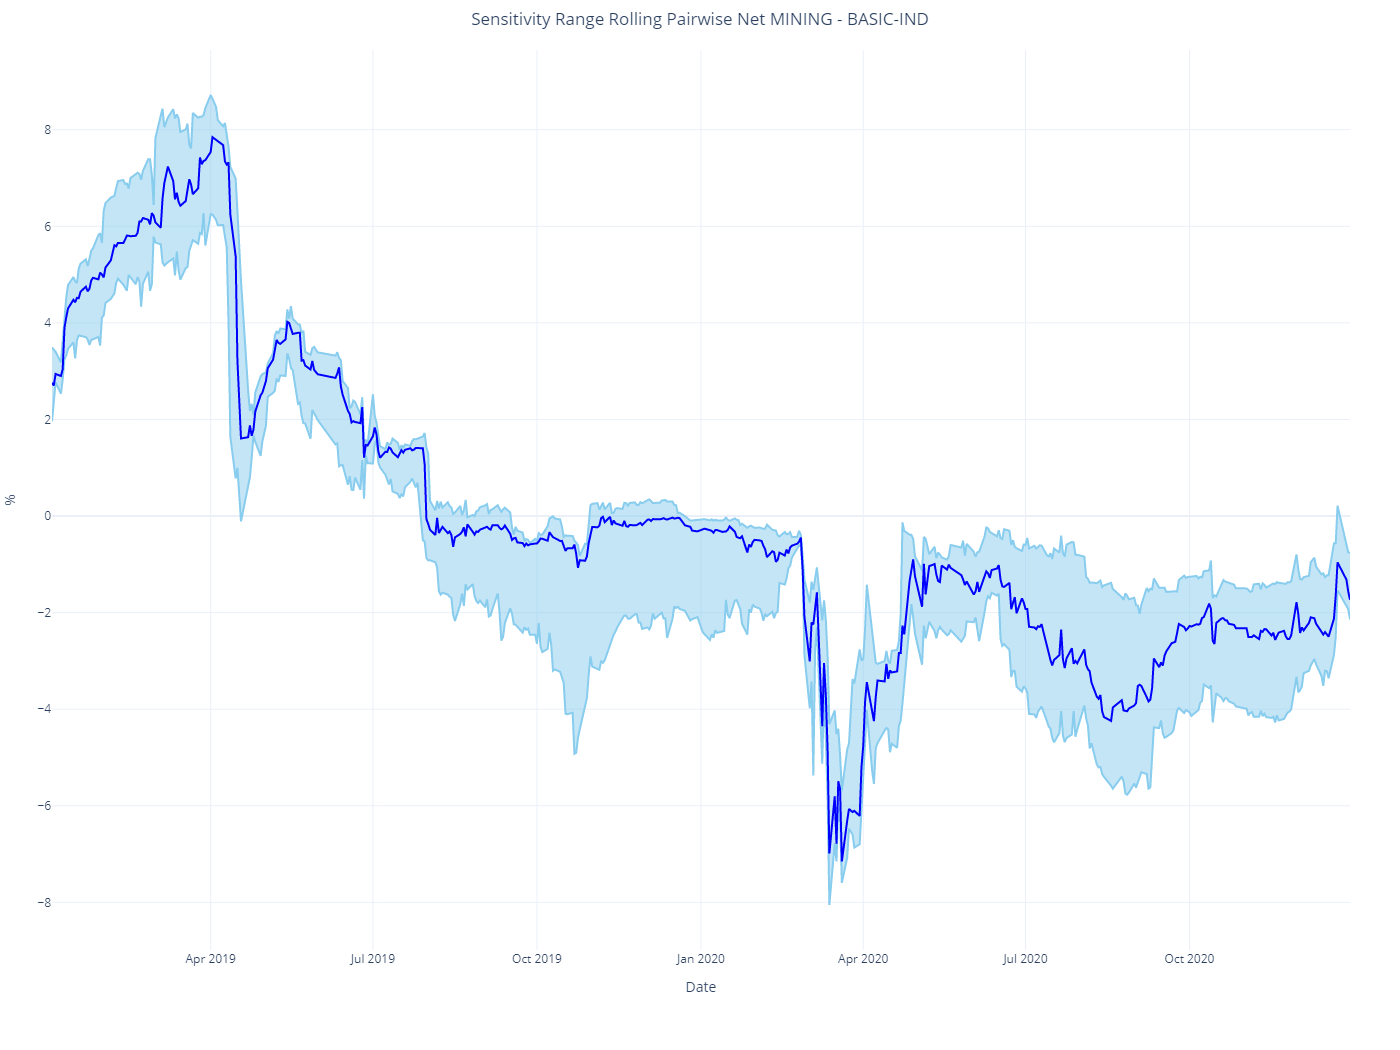 Sensitivity Range Rolling Pairwise Net MINING - BASIC-IND
8
6
4
2
0
−2
−4
−6
−8
%
Apr 2019
Jul 2019
Oct 2019
Jan 2020
Apr 2020
Jul 2020
Oct 2020
Date